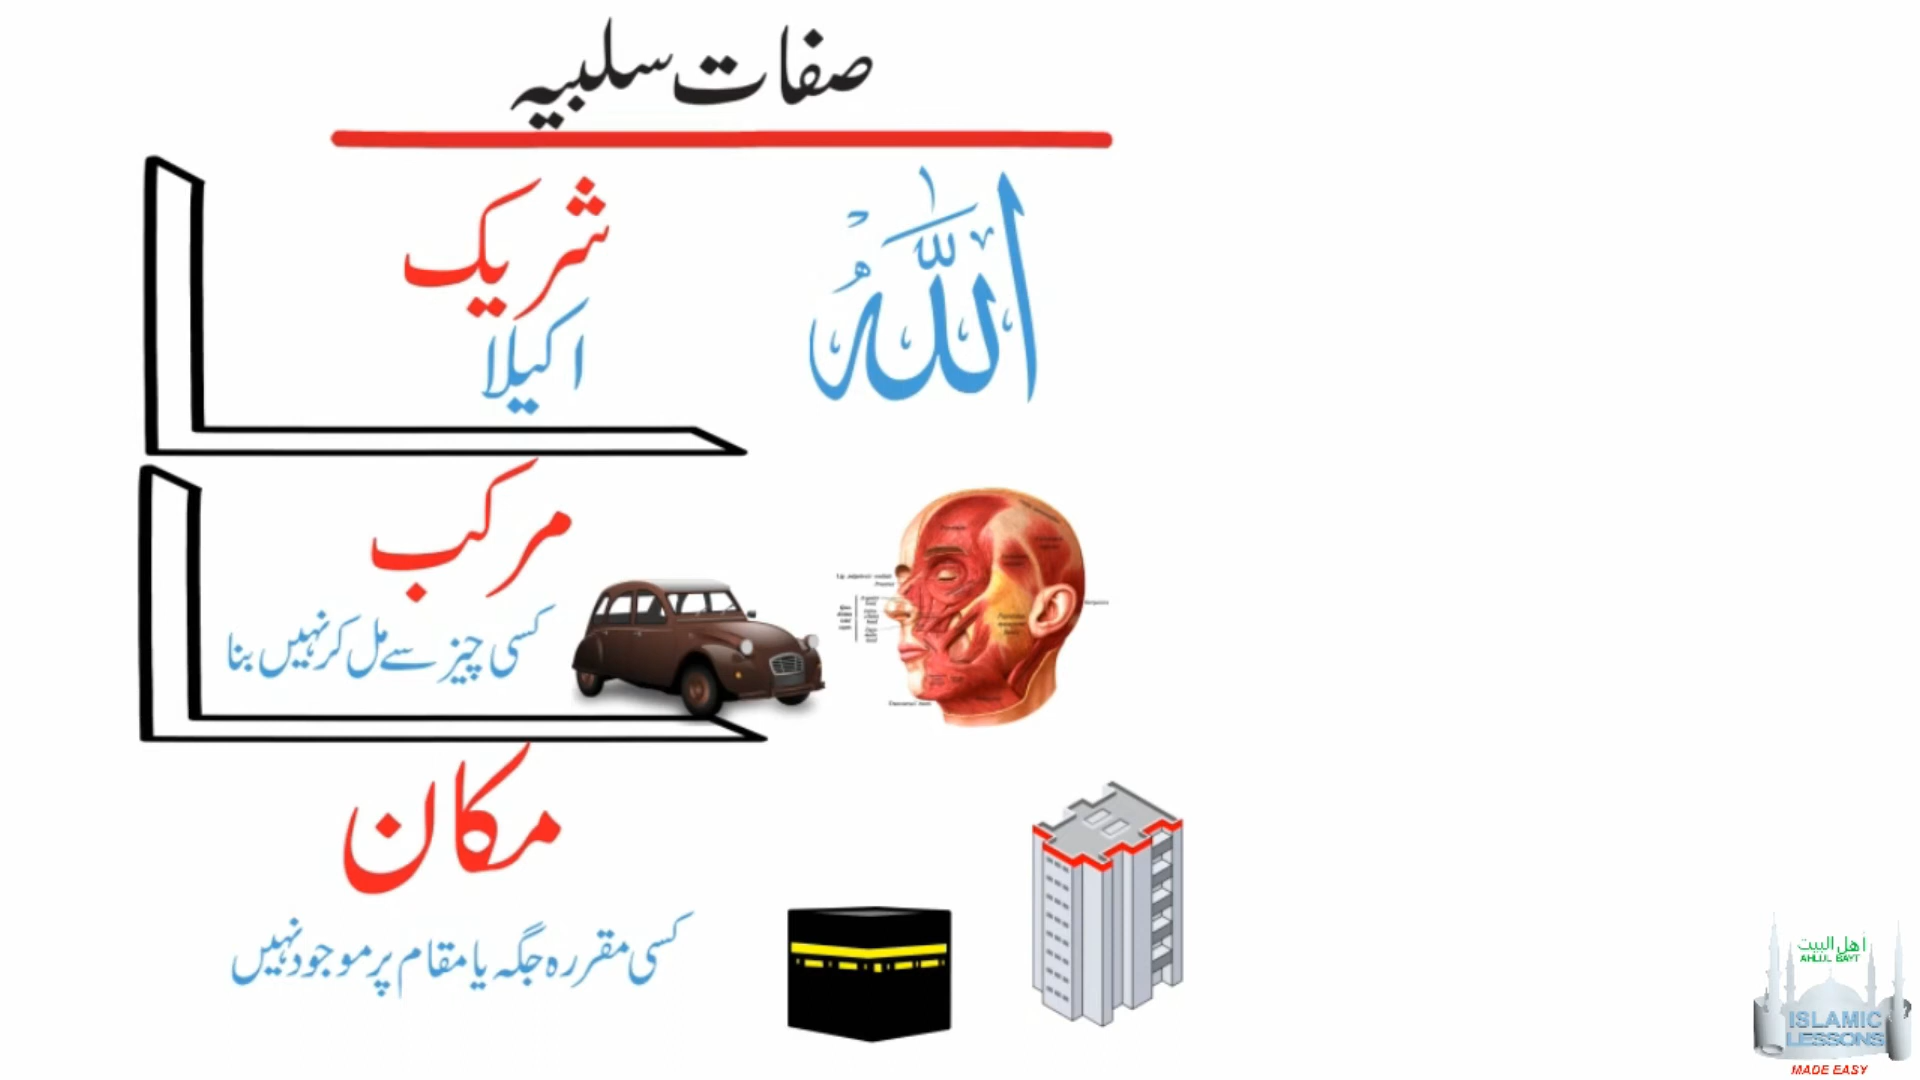 صفات سلبیہ
شریک
اللّٰهُ
اکیلا
مرکب
کسی چیز سے مل کر نہیں بنا
مکان
کسی مقررہ جگہ یا مقام پر موجود نہیں
اهل البيت
AHLUL BAYT
ISLAMIC
LESSONS
MADE EASY